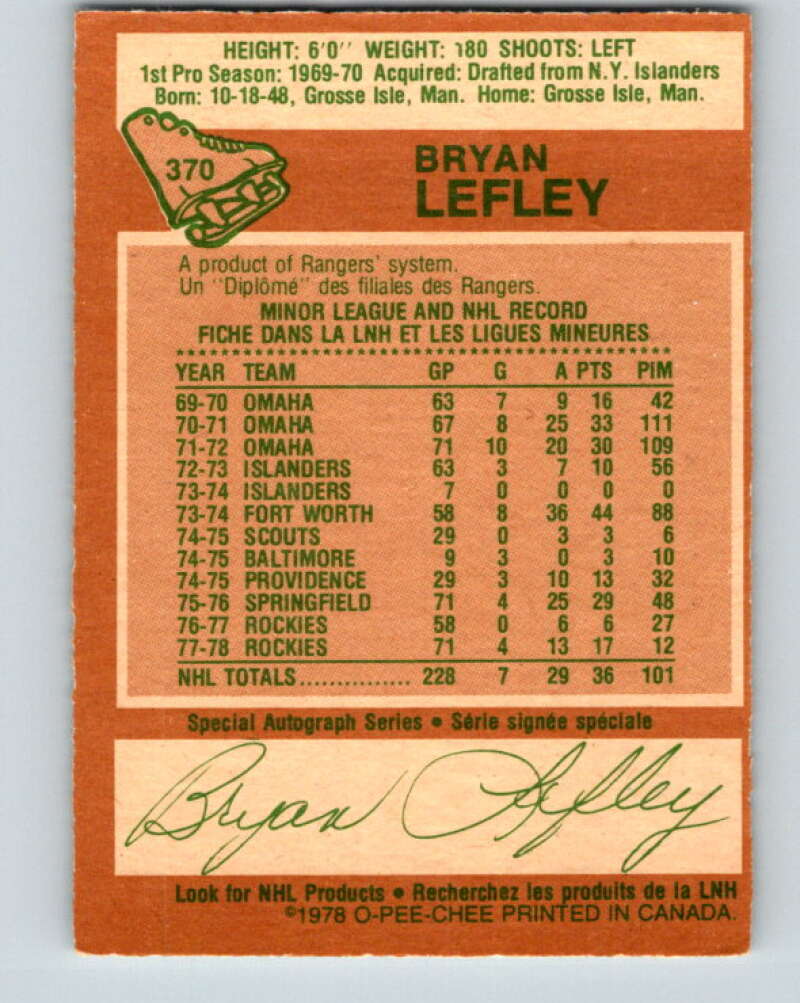 HEIGHT: 6'0'' WEIGHT: 180 SHOOTS: LEFT
1st Pro Season: 1969-70 Acquired: Drafted from N.Y. Islanders
Born: 10-18-48, Grosse Isle, Man. Home: Grosse Isle, Man.
370
BRYAN
LEFLEY
A product of Rangers' system.
Un "Diplômé" des filiales des Rangers.
MINOR LEAGUE AND NHL RECORD
FICHE DANS LA LNH ET LES LIGUES MINEURES
YEAR TEAM GP G A PTS PIM
69-70 OMAHA 63 7 9 16 42
70-71 OMAHA 67 8 25 33 111
71-72 OMAHA 71 10 20 30 109
72-73 ISLANDERS 63 3 7 10 56
73-74 ISLANDERS 7 0 0 0 0
73-74 FORT WORTH 58 8 36 44 88
74-75 SCOUTS 29 0 3 3 6
74-75 BALTIMORE 9 3 0 3 10
74-75 PROVIDENCE 29 3 10 13 32
75-76 SPRINGFIELD 71 4 25 29 48
76-77 ROCKIES 58 0 6 6 27
77-78 ROCKIES 71 4 13 17 12
NHL TOTALS............... 228 7 29 36 101
Special Autograph Series • Série signée spéciale
Bryan Lefley
Look for NHL Products • Recherchez les produits de la LNH
©1978 O-PEE-CHEE PRINTED IN CANADA.